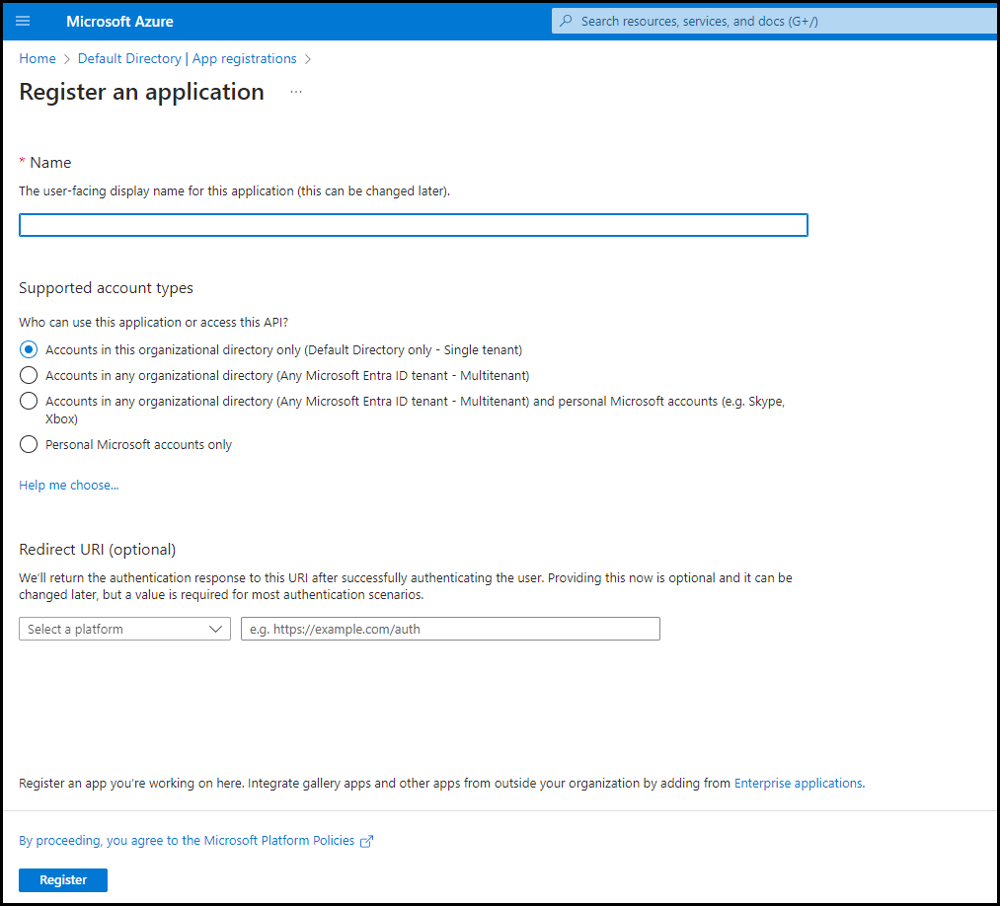 Microsoft Azure
Search resources, services, and docs (G+/)
Home > Default Directory | App registrations >
Register an application ...
* Name
The user-facing display name for this application (this can be changed later).
Supported account types
Who can use this application or access this API?
Accounts in this organizational directory only (Default Directory only - Single tenant)
Accounts in any organizational directory (Any Microsoft Entra ID tenant - Multitenant)
Accounts in any organizational directory (Any Microsoft Entra ID tenant - Multitenant) and personal Microsoft accounts (e.g. Skype,
Xbox)
Personal Microsoft accounts only
Help me choose...
Redirect URI (optional)
We'll return the authentication response to this URI after successfully authenticating the user. Providing this now is optional and it can be
changed later, but a value is required for most authentication scenarios.
Select a platform
e.g. https://example.com/auth
Register an app you're working on here. Integrate gallery apps and other apps from outside your organization by adding from Enterprise applications.
By proceeding, you agree to the Microsoft Platform Policies
Register